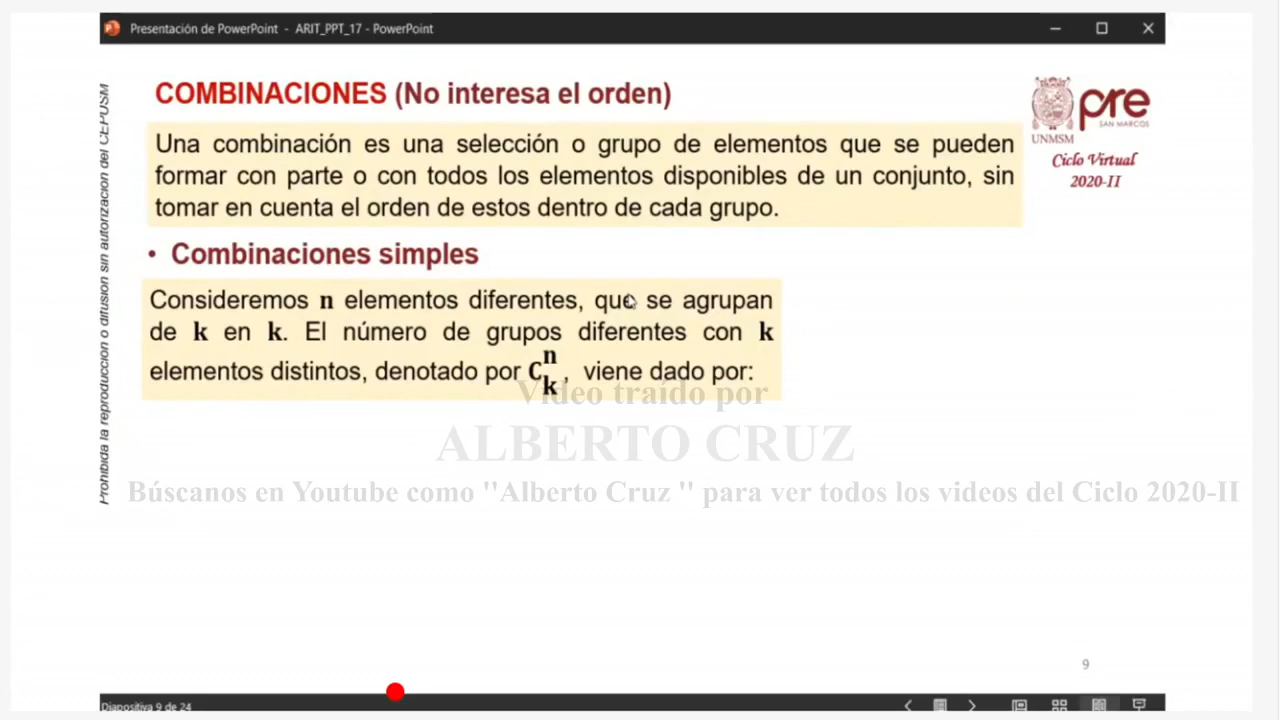 Presentación de PowerPoint - ARIT_PPT_17 - PowerPoint
Prohibida la reproduccion o difusion sin autorizacion del CEPUSM
COMBINACIONES (No interesa el orden)
pre
SAN MARCOS
UNMSM
Ciclo Virtual
2020-II
Una combinación es una selección o grupo de elementos que se pueden
formar con parte o con todos los elementos disponibles de un conjunto, sin
tomar en cuenta el orden de estos dentro de cada grupo.
• Combinaciones simples
Consideremos n elementos diferentes, que se agrupan
de k en k. El número de grupos diferentes con k
elementos distintos, denotado por C^n_k, viene dado por:
Video traído por
ALBERTO CRUZ
Búscanos en Youtube como "Alberto Cruz " para ver todos los videos del Ciclo 2020-II
9
Diapositiva 9 de 24